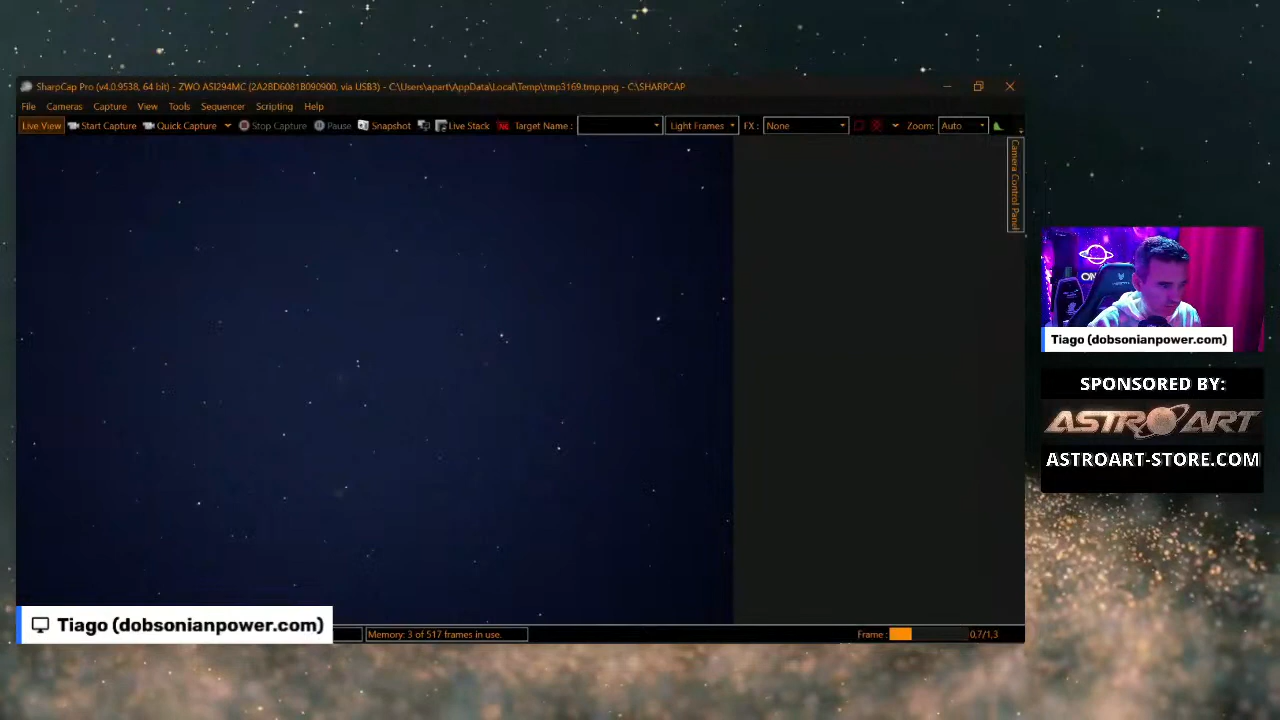 SharpCap Pro (v4.0.9538, 64 bit) - ZWO ASI294MC (2A2BD6081B090900, via USB3) - C:\Users\apart\AppData\Local\Temp\tmp3169.tmp.png - C:\SHARPCAP
File Cameras Capture View Tools Sequencer Scripting Help
Live View Start Capture Quick Capture Stop Capture Pause Snapshot Live Stack Target Name : Light Frames FX : None Zoom: Auto
Camera Control Panel
Tiago (dobsonianpower.com)
SPONSORED BY:
ASTROART
ASTROART-STORE.COM
Tiago (dobsonianpower.com)
Memory: 3 of 517 frames in use.
Frame : 0,7/1,3